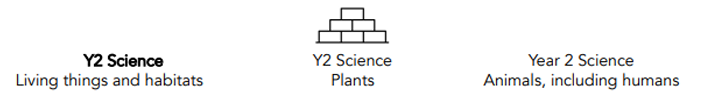 Y2 Science
Living things and habitats
Y2 Science
Plants
Year 2 Science
Animals, including humans